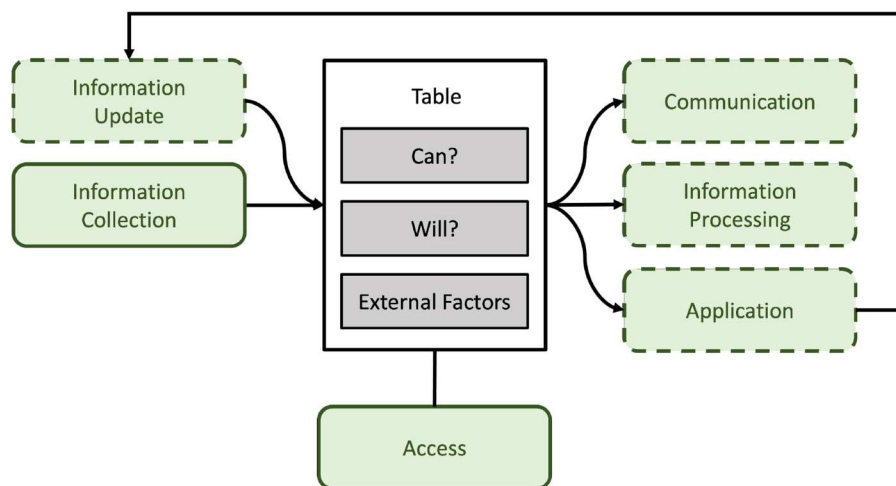 Information
Update
Information
Collection
Table
Can?
Will?
External Factors
Access
Communication
Information
Processing
Application